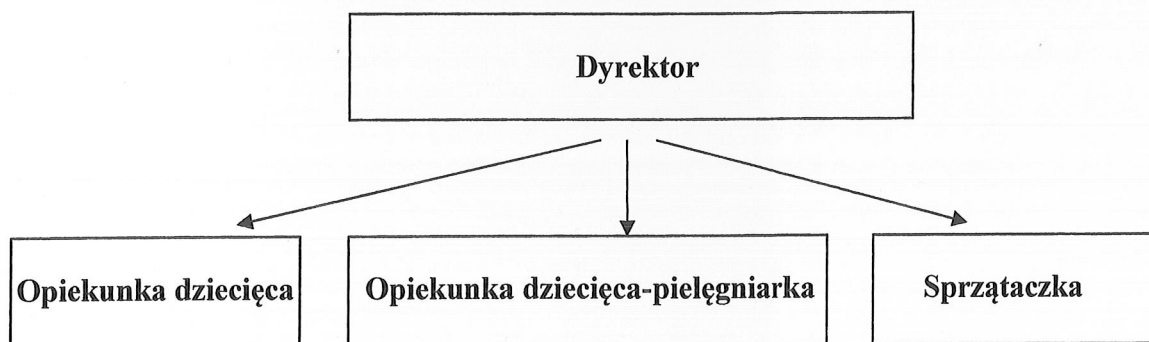 Dyrektor
Opiekunka dziecięca
Opiekunka dziecięca-pielęgniarka
Sprzątaczka